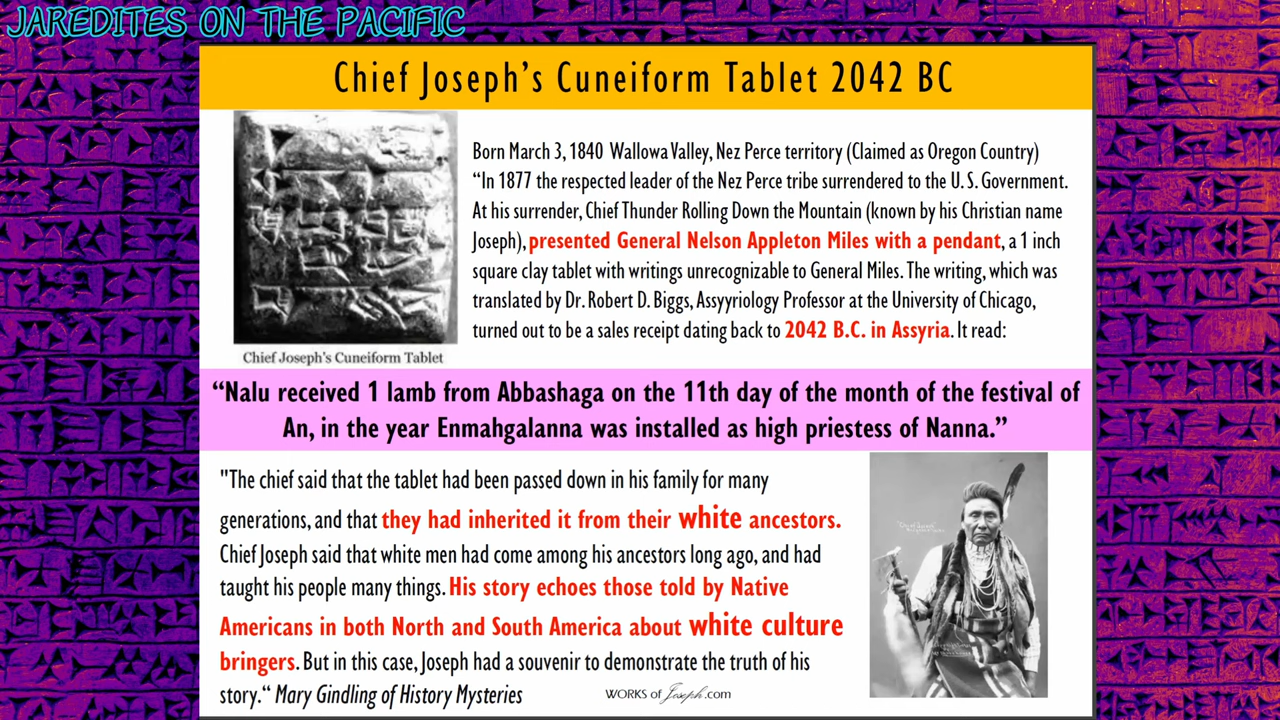 JAREDITES ON THE PACIFIC
Chief Joseph's Cuneiform Tablet 2042 BC
Born March 3, 1840 Wallowa Valley, Nez Perce territory (Claimed as Oregon Country)
“In 1877 the respected leader of the Nez Perce tribe surrendered to the U. S. Government.
At his surrender, Chief Thunder Rolling Down the Mountain (known by his Christian name
Joseph), presented General Nelson Appleton Miles with a pendant, a 1 inch
square clay tablet with writings unrecognizable to General Miles. The writing, which was
translated by Dr. Robert D. Biggs, Assyyriology Professor at the University of Chicago,
turned out to be a sales receipt dating back to 2042 B.C. in Assyria. It read:
Chief Joseph's Cuneiform Tablet
“Nalu received 1 lamb from Abbashaga on the 11th day of the month of the festival of
An, in the year Enmahgalanna was installed as high priestess of Nanna.”
"The chief said that the tablet had been passed down in his family for many
generations, and that they had inherited it from their white ancestors.
Chief Joseph said that white men had come among his ancestors long ago, and had
taught his people many things. His story echoes those told by Native
Americans in both North and South America about white culture
bringers. But in this case, Joseph had a souvenir to demonstrate the truth of his
story.“ Mary Gindling of History Mysteries
WORKS of Joseph.com